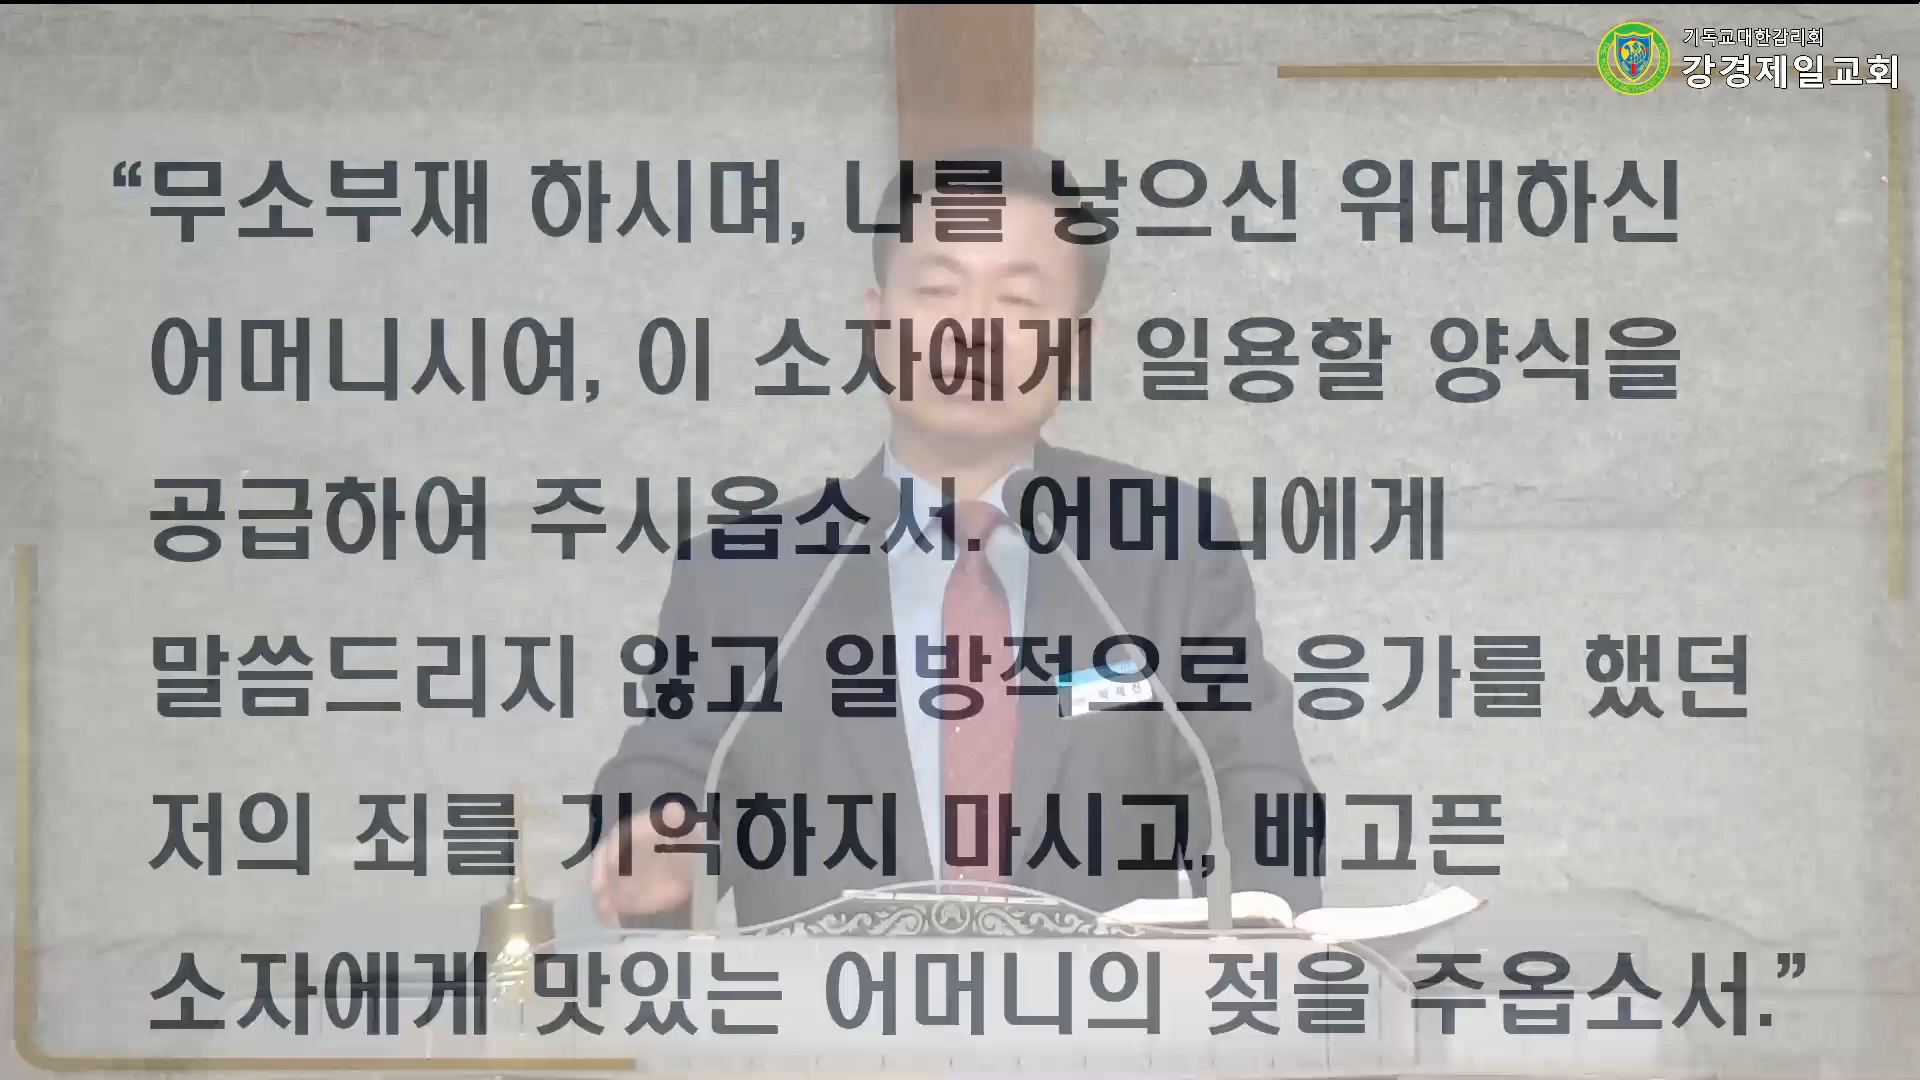 기독교대한감리회
강경제일교회
“무소부재 하시며, 나를 낳으신 위대하신
어머니시여, 이 소자에게 일용할 양식을
공급하여 주시옵소서. 어머니에게
말씀드리지 않고 일방적으로 응가를 했던
저의 죄를 기억하지 마시고, 배고픈
소자에게 맛있는 어머니의 젖을 주옵소서.”